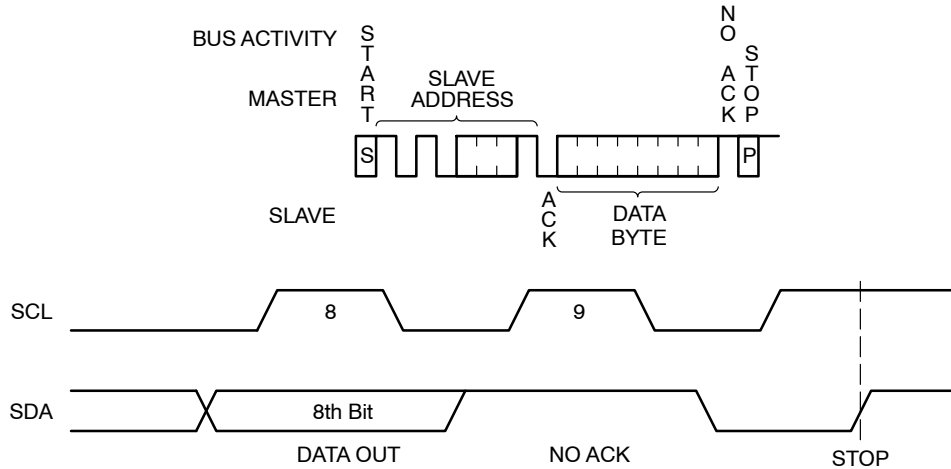 BUS ACTIVITY
MASTER
START
SLAVE
ADDRESS
NO ACK
STOP
S
P
SLAVE
ACK
DATA
BYTE
SCL
8
9
SDA
8th Bit
DATA OUT
NO ACK
STOP